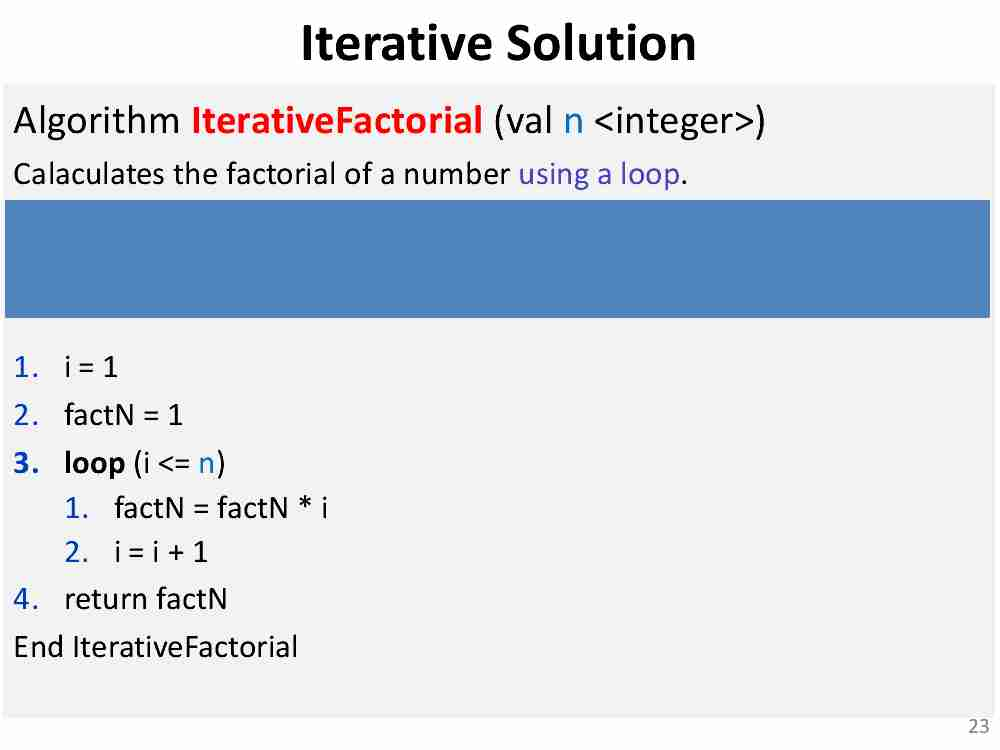 Iterative Solution
Algorithm IterativeFactorial (val n <integer>)
Calaculates the factorial of a number using a loop.
1. i = 1
2. factN = 1
3. loop (i <= n)
1. factN = factN * i
2. i = i + 1
4. return factN
End IterativeFactorial
23